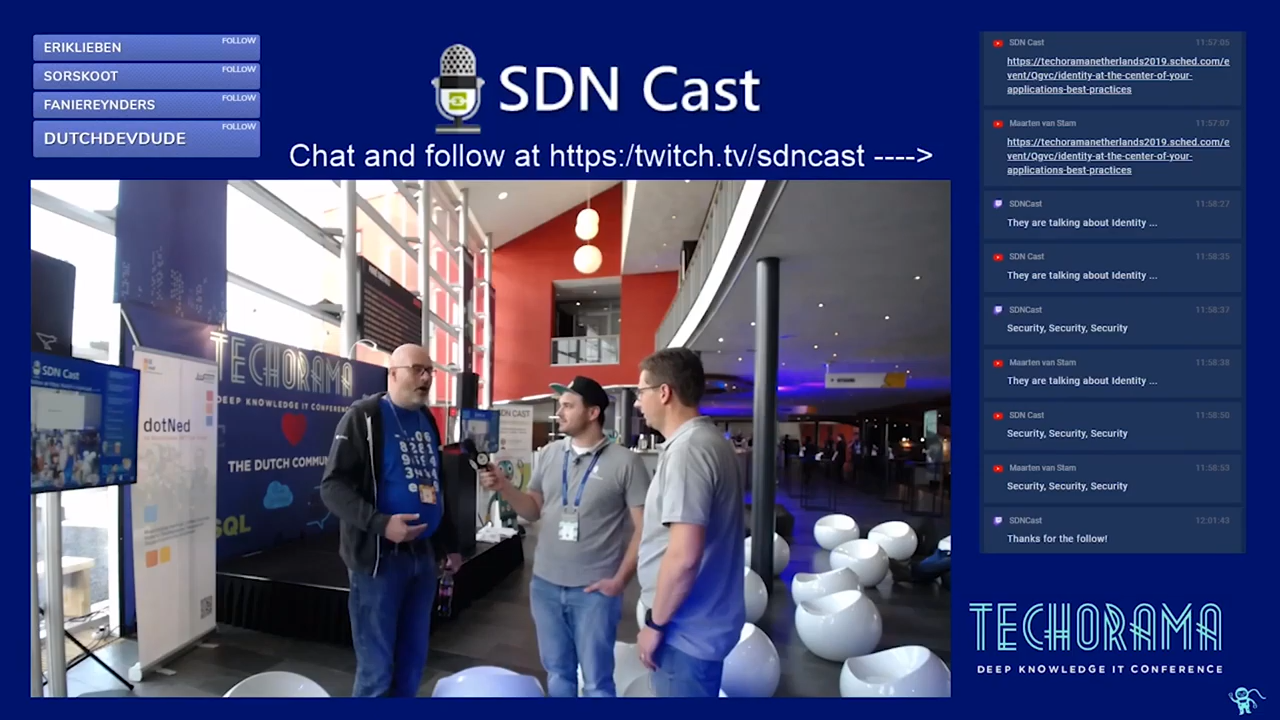 ERIKLIEBEN
FOLLOW
SORSKOOT
FOLLOW
FANIEREYNDERS
FOLLOW
DUTCHDEVDUDE
FOLLOW
SDN Cast
Chat and follow at https:/twitch.tv/sdncast ---->
SDN Cast
dotNed
TECHORAMA
DEEP KNOWLEDGE IT CONFERENCE
THE DUTCH COMMUN
SQL
SDN CAST
SDN Cast 11:57:05
https://techoramanetherlands2019.sched.com/e
vent/Qgvc/identity-at-the-center-of-your-
applications-best-practices
Maarten van Stam 11:57:07
https://techoramanetherlands2019.sched.com/e
vent/Qgvc/identity-at-the-center-of-your-
applications-best-practices
SDNCast 11:58:27
They are talking about Identity ...
SDN Cast 11:58:35
They are talking about Identity ...
SDNCast 11:58:37
Security, Security, Security
Maarten van Stam 11:58:38
They are talking about Identity ...
SDN Cast 11:58:50
Security, Security, Security
Maarten van Stam 11:58:53
Security, Security, Security
SDNCast 12:01:43
Thanks for the follow!
TECHORAMA
DEEP KNOWLEDGE IT CONFERENCE